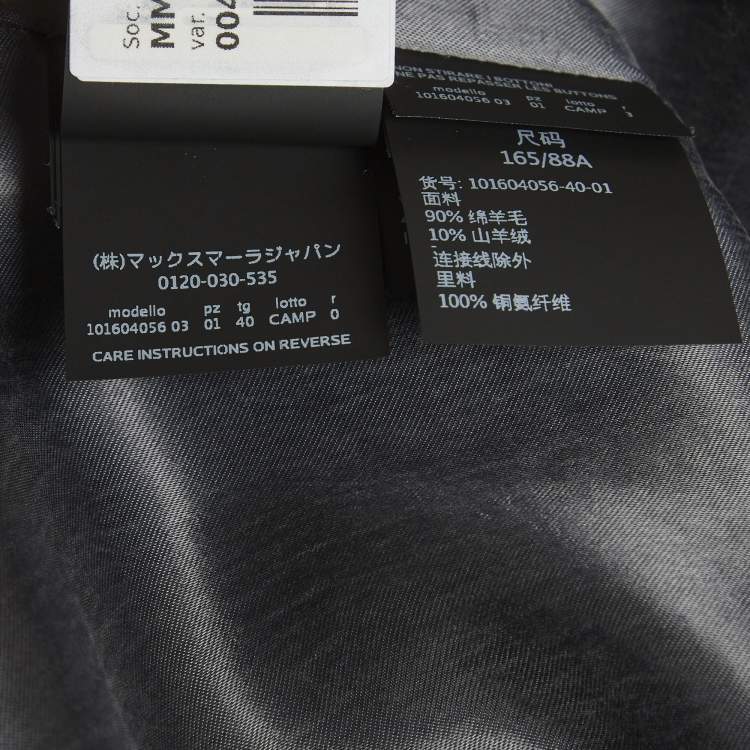 Soc.
MM
var.
004
NON STIRARE I BOTTONI
NE PAS REPASSER LES BUTTONS
modello pz lotto r
101604056 03 01 CAMP 3
尺码
165/88A
货号: 101604056-40-01
面料
90% 绵羊毛
10% 山羊绒
连接线除外
里料
100% 铜氨纤维
(株)マックスマーラジャパン
0120-030-535
modello pz tg lotto r
101604056 03 01 40 CAMP 0
CARE INSTRUCTIONS ON REVERSE